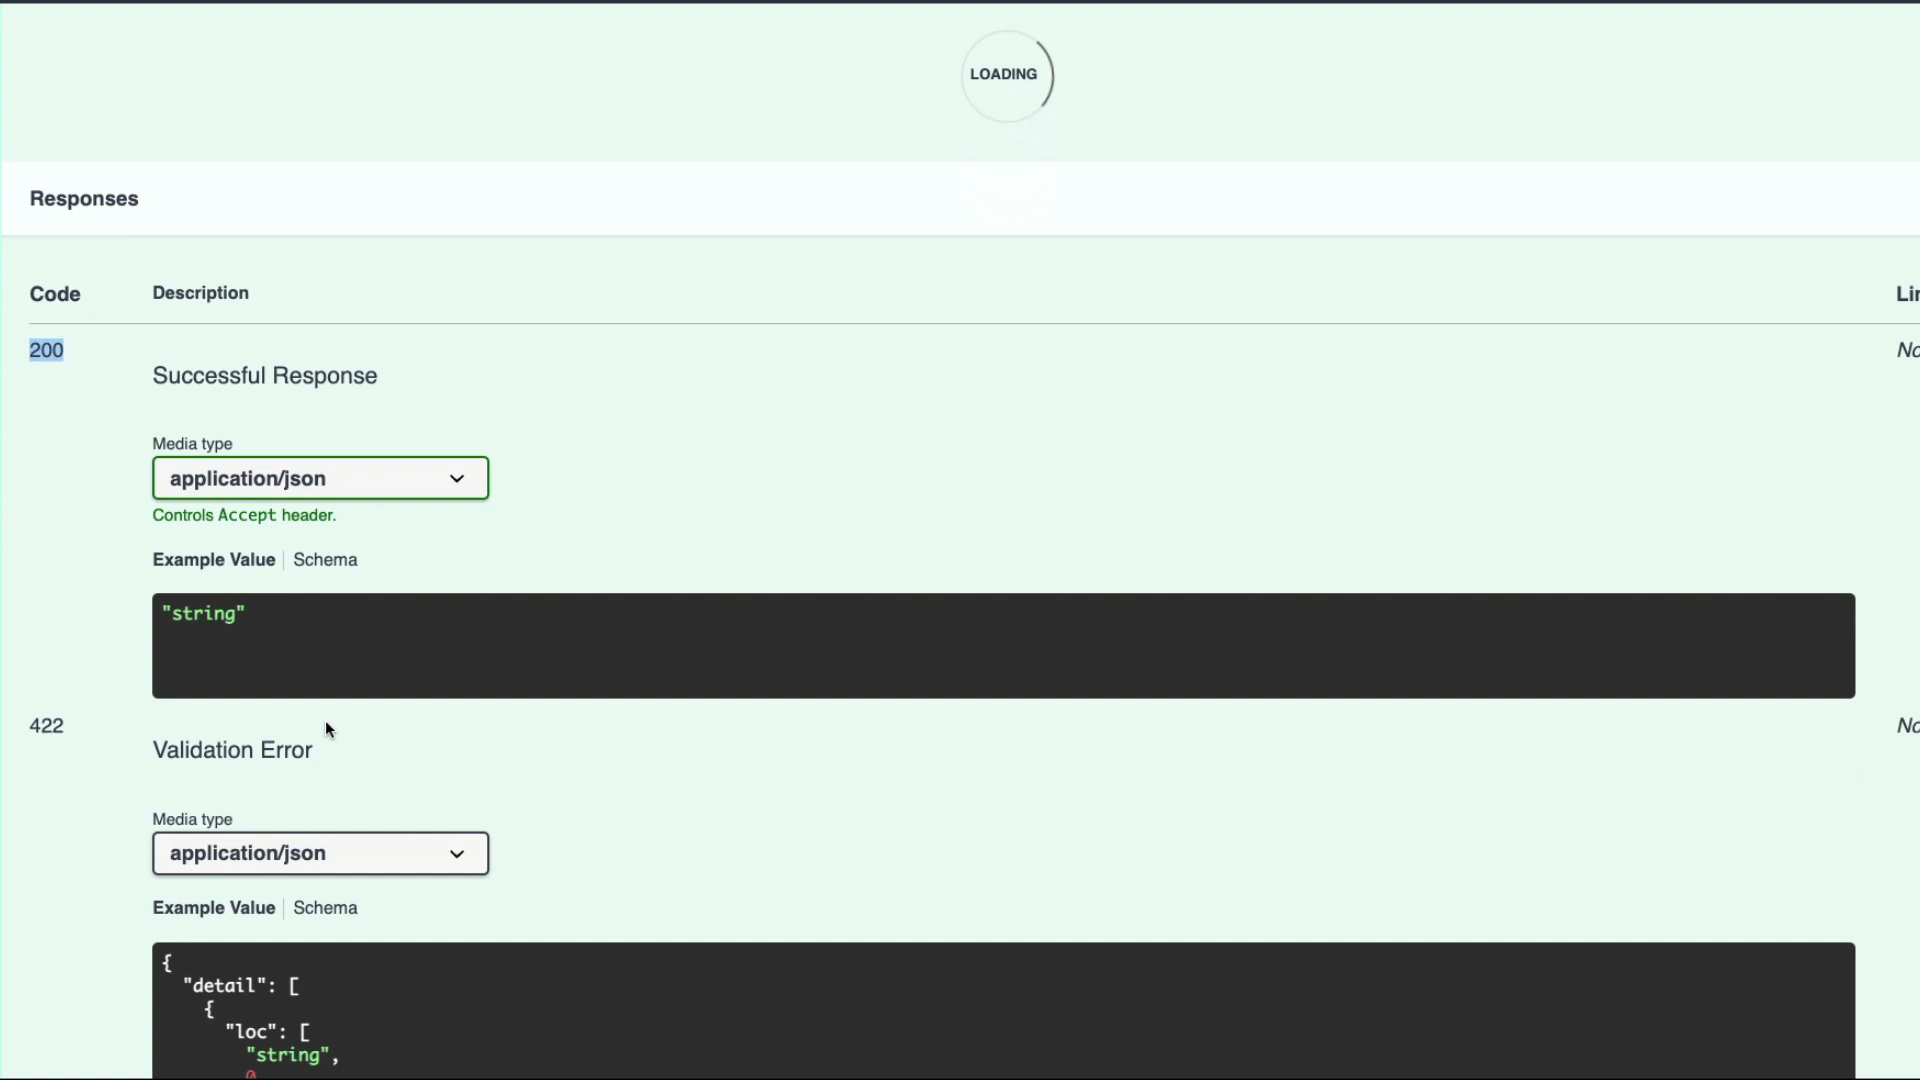 LOADING
Responses
Code Description
200
Successful Response
Media type
application/json
Controls Accept header.
Example Value Schema
"string"
422
Validation Error
Media type
application/json
Example Value Schema
{
"detail": [
{
"loc": [
"string",